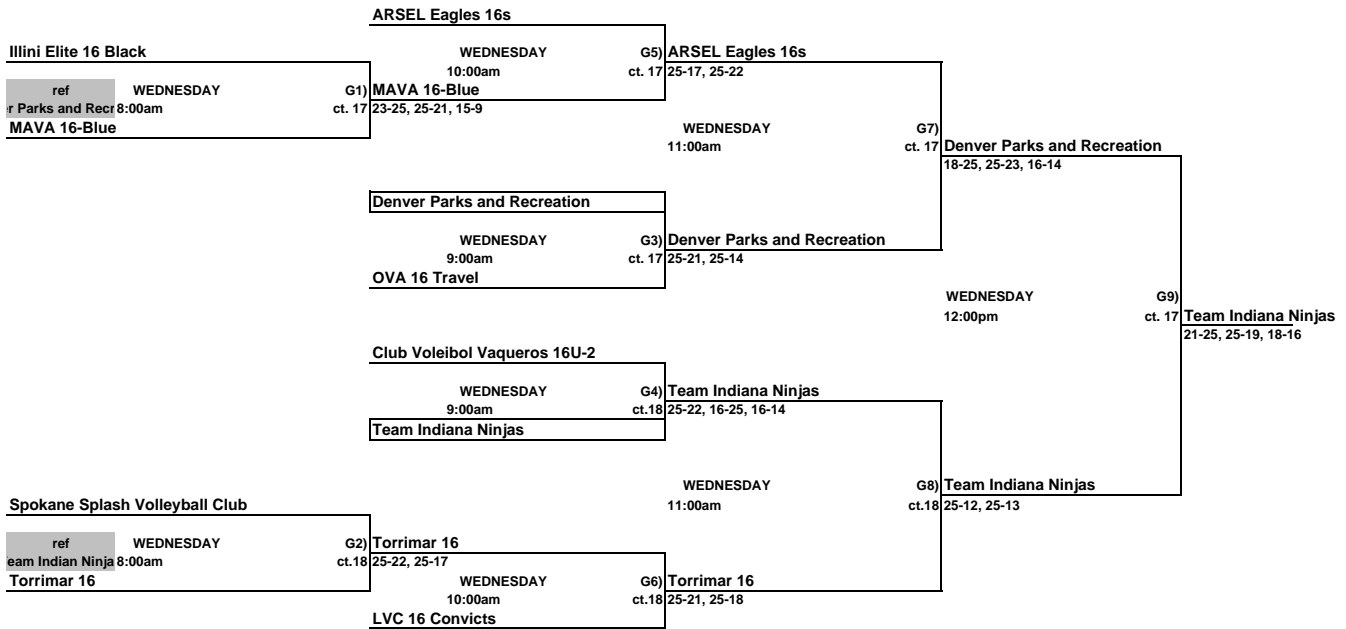 ARSEL Eagles 16s
Illini Elite 16 Black
WEDNESDAY G5) ARSEL Eagles 16s
10:00am ct. 17 25-17, 25-22
ref WEDNESDAY G1) MAVA 16-Blue
r Parks and Recr 8:00am ct. 17 23-25, 25-21, 15-9
MAVA 16-Blue
WEDNESDAY G7)
11:00am ct. 17 Denver Parks and Recreation
18-25, 25-23, 16-14
Denver Parks and Recreation
WEDNESDAY G3) Denver Parks and Recreation
9:00am ct. 17 25-21, 25-14
OVA 16 Travel
WEDNESDAY G9)
12:00pm ct. 17 Team Indiana Ninjas
21-25, 25-19, 18-16
Club Voleibol Vaqueros 16U-2
WEDNESDAY G4) Team Indiana Ninjas
9:00am ct.18 25-22, 16-25, 16-14
Team Indiana Ninjas
WEDNESDAY G8) Team Indiana Ninjas
11:00am ct.18 25-12, 25-13
Spokane Splash Volleyball Club
ref WEDNESDAY G2) Torrimar 16
eam Indian Ninja 8:00am ct.18 25-22, 25-17
Torrimar 16
WEDNESDAY G6) Torrimar 16
10:00am ct.18 25-21, 25-18
LVC 16 Convicts